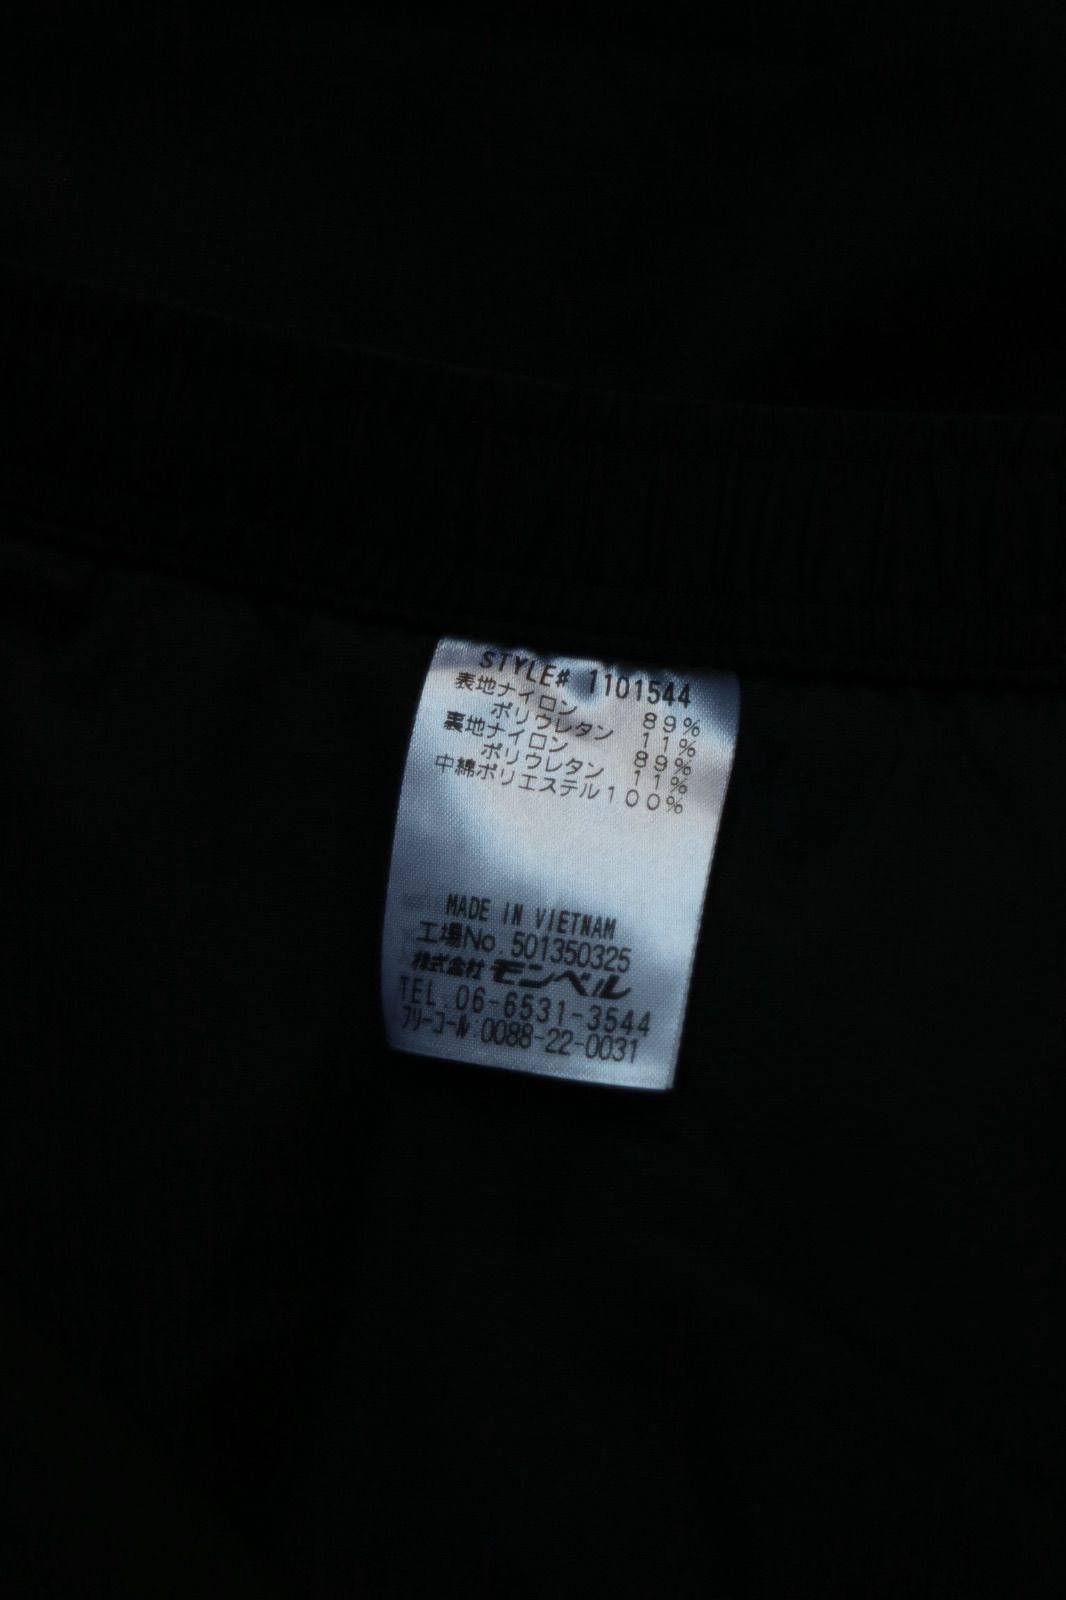 STYLE# 1101544
表地ナイロン 89%
ポリウレタン 11%
裏地ナイロン 89%
ポリウレタン 11%
中綿ポリエステル100%
MADE IN VIETNAM
工場No.501350325
株式会社 モンベル
TEL.06-6531-3544
フリーコール:0088-22-0031